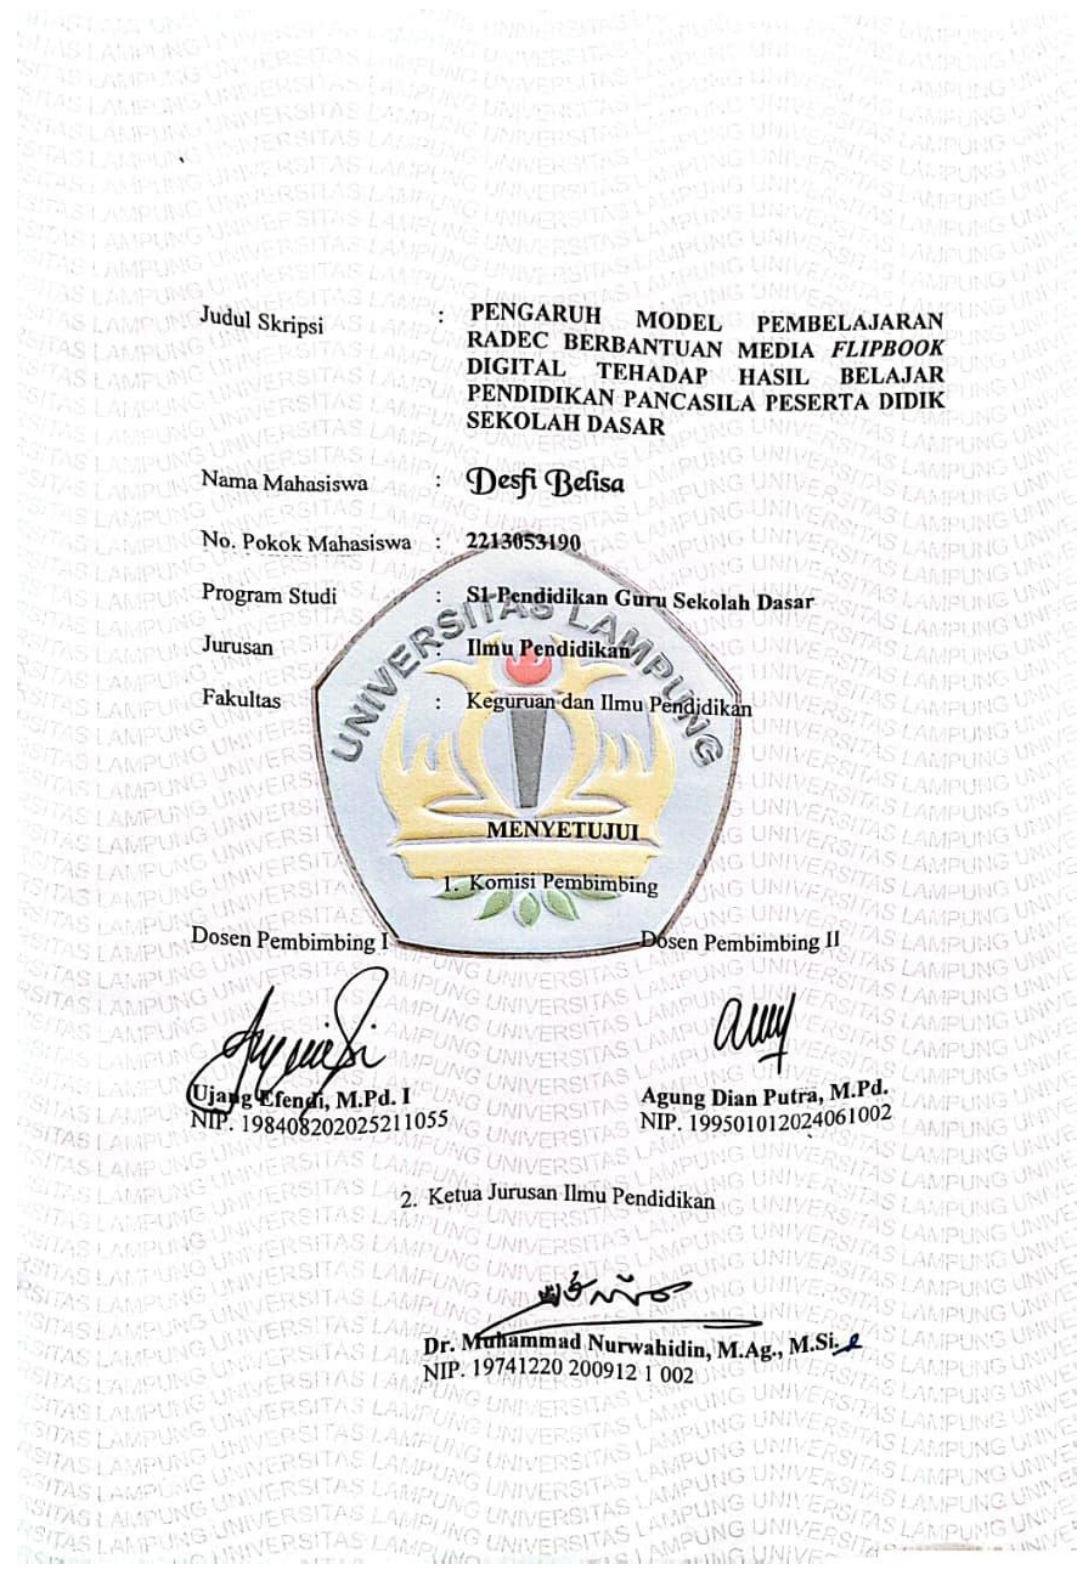 Judul Skripsi : PENGARUH MODEL PEMBELAJARAN
RADEC BERBANTUAN MEDIA FLIPBOOK
DIGITAL TEHADAP HASIL BELAJAR
PENDIDIKAN PANCASILA PESERTA DIDIK
SEKOLAH DASAR
Nama Mahasiswa : Desfi Belisa
No. Pokok Mahasiswa : 2213053190
Program Studi : S1-Pendidikan Guru Sekolah Dasar
Jurusan : Ilmu Pendidikan
Fakultas : Keguruan dan Ilmu Pendidikan
UNIVERSITAS LAMPUNG
MENYETUJUI
1. Komisi Pembimbing
Dosen Pembimbing I Dosen Pembimbing II
Ujang Efendi, M.Pd. I Agung Dian Putra, M.Pd.
NIP. 198408202025211055 NIP. 199501012024061002
2. Ketua Jurusan Ilmu Pendidikan
Dr. Muhammad Nurwahidin, M.Ag., M.Si.
NIP. 19741220 200912 1 002